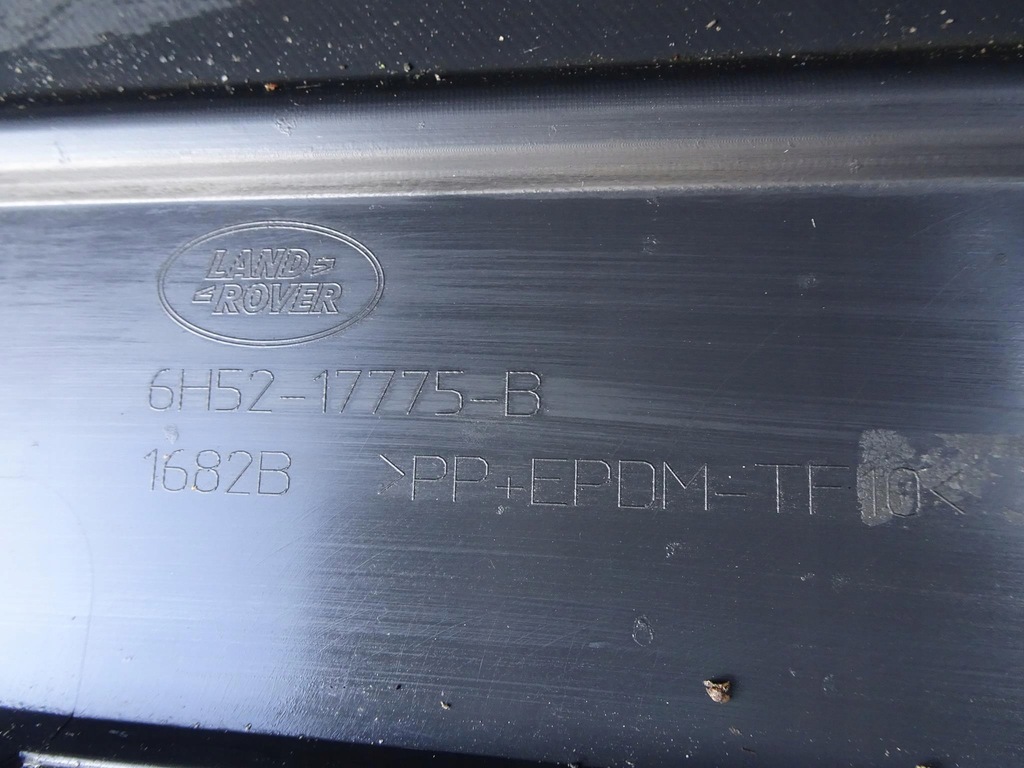 LAND
ROVER
6H52-17775-B
1682B >PP+EPDM-TF10<